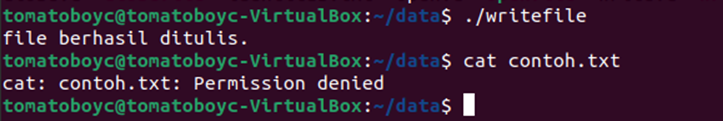 tomatoboyc@tomatoboyc-VirtualBox:~/data$ ./writefile
file berhasil ditulis.
tomatoboyc@tomatoboyc-VirtualBox:~/data$ cat contoh.txt
cat: contoh.txt: Permission denied
tomatoboyc@tomatoboyc-VirtualBox:~/data$